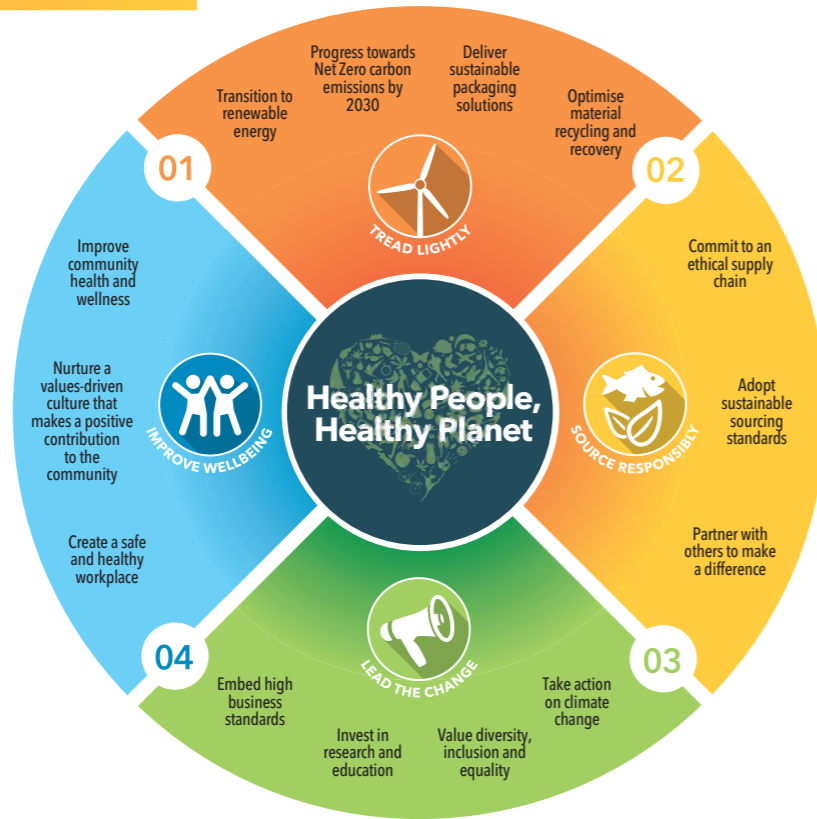 01
Transition to
renewable
energy
Progress towards
Net Zero carbon
emissions by
2030
Deliver
sustainable
packaging
solutions
Optimise
material
recycling and
recovery
TREAD LIGHTLY
02
Commit to an
ethical supply
chain
Adopt
sustainable
sourcing
standards
Partner with
others to make
a difference
SOURCE RESPONSIBLY
03
Take action
on climate
change
Value diversity,
inclusion and
equality
Invest in
research and
education
Embed high
business
standards
LEAD THE CHANGE
04
Create a safe
and healthy
workplace
Nurture a
values-driven
culture that
makes a positive
contribution
to the
community
Improve
community
health and
wellness
IMPROVE WELLBEING
Healthy People,
Healthy Planet